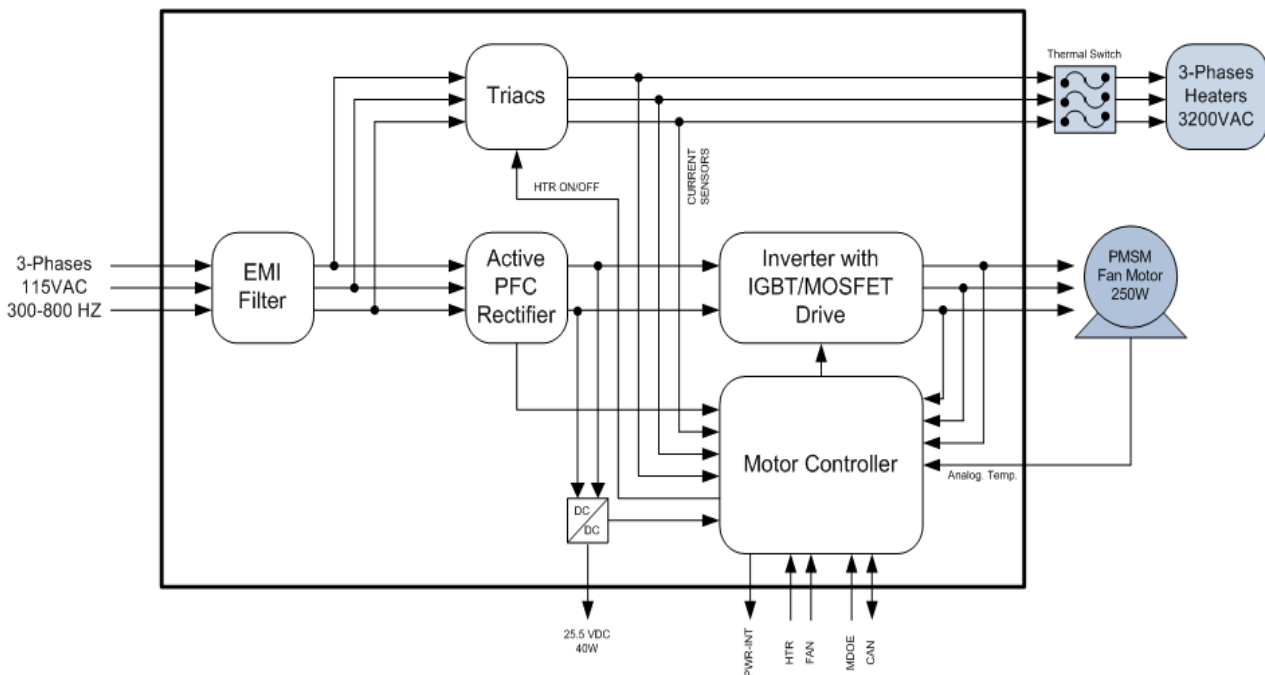 Thermal Switch
3-Phases
Heaters
3200VAC
Triacs
HTR ON/OFF
CURRENT
SENSORS
3-Phases
115VAC
300-800 HZ
EMI
Filter
Active
PFC
Rectifier
Inverter with
IGBT/MOSFET
Drive
PMSM
Fan Motor
250W
Motor Controller
Analog. Temp.
DC
DC
25.5 VDC
40W
PWR-INT
HTR
FAN
MDOE
CAN